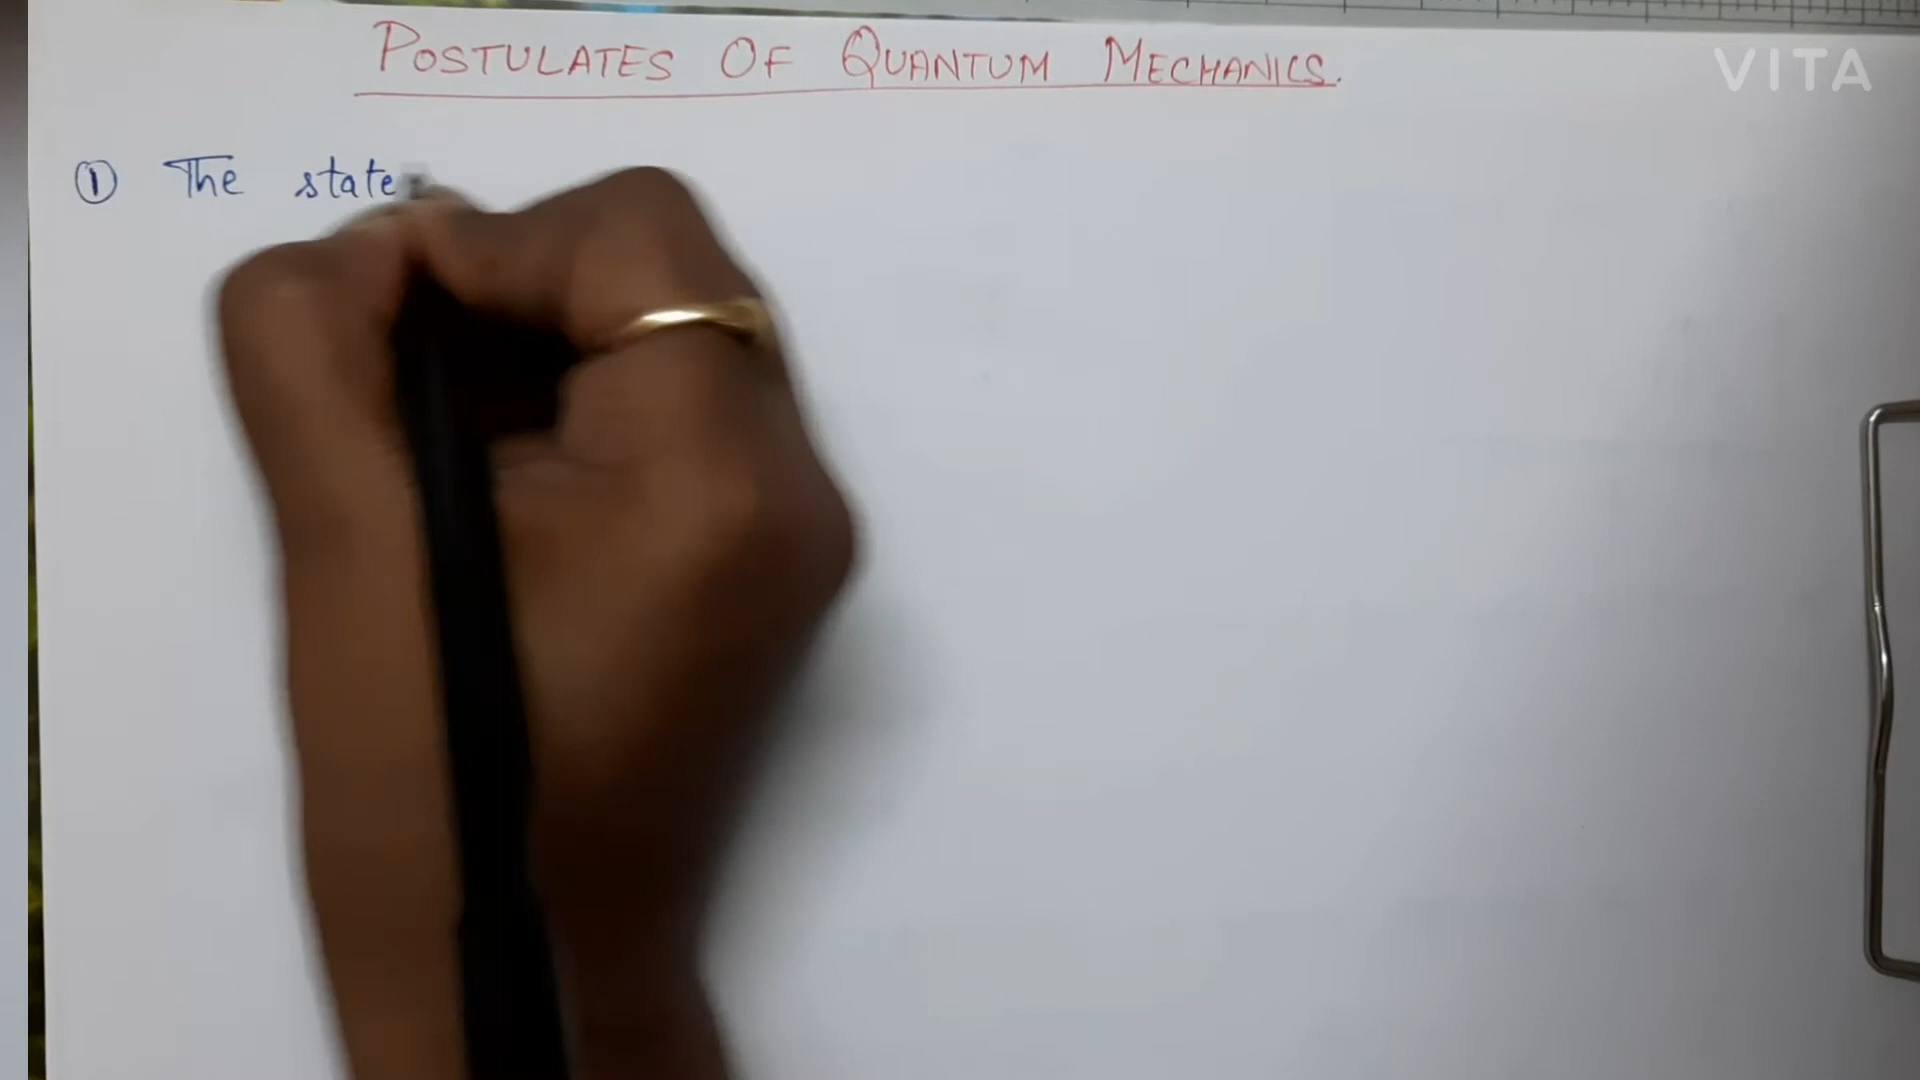 POSTULATES OF QUANTUM MECHANICS.
VITA
① The state